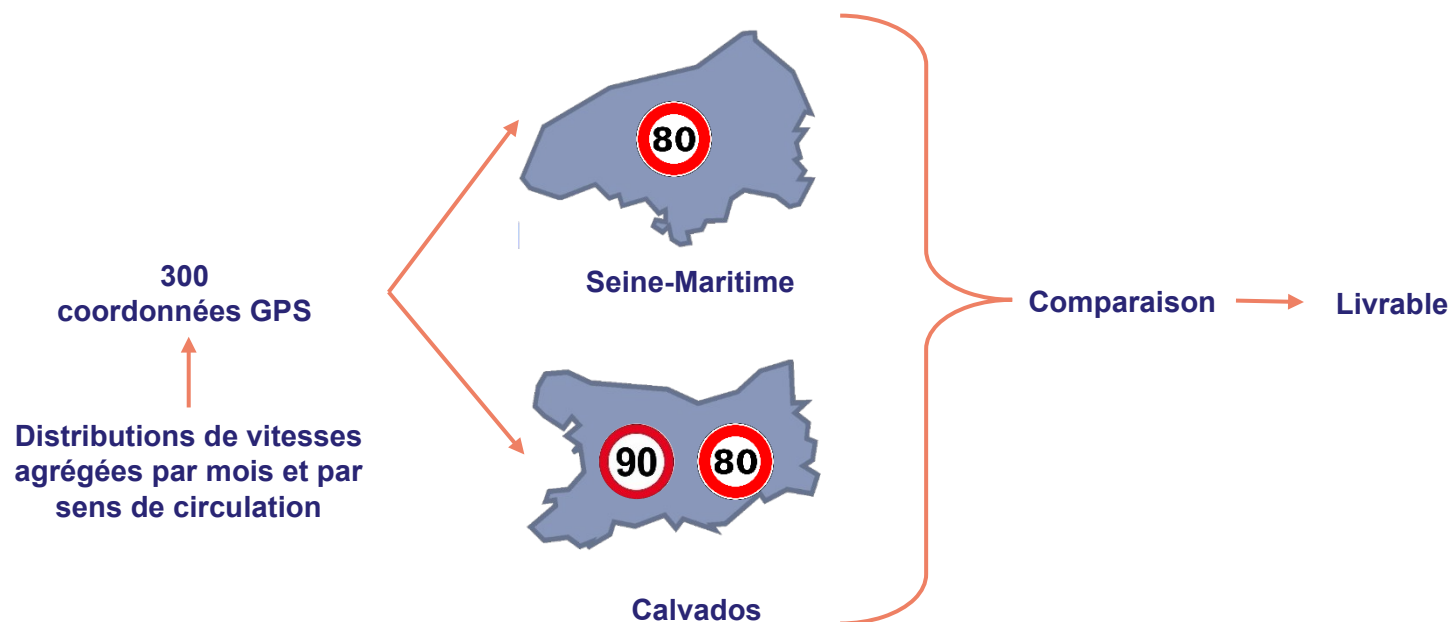 300
coordonnées GPS
Distributions de vitesses
agrégées par mois et par
sens de circulation
80
Seine-Maritime
90 80
Calvados
Comparaison
Livrable